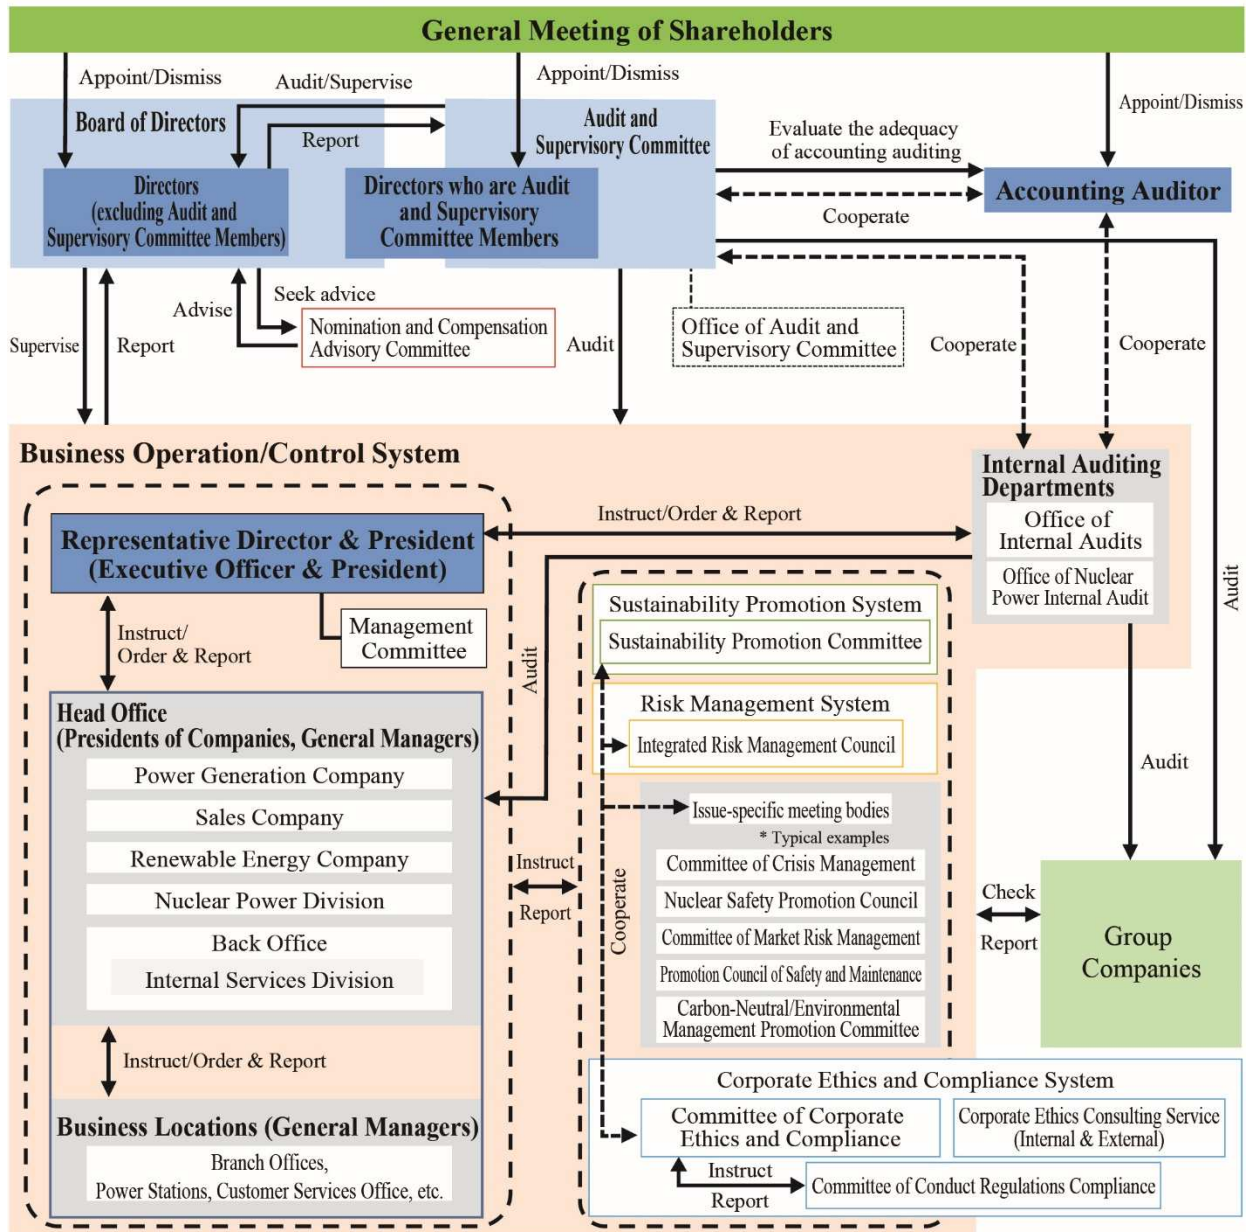 General Meeting of Shareholders
Appoint/Dismiss
Audit/Supervise
Appoint/Dismiss
Appoint/Dismiss
Board of Directors
Report
Audit and
Supervisory Committee
Evaluate the adequacy
of accounting auditing
Directors
(excluding Audit and
Supervisory Committee Members)
Directors who are Audit
and Supervisory
Committee Members
Accounting Auditor
Cooperate
Supervise
Report
Advise
Seek advice
Nomination and Compensation
Advisory Committee
Audit
Office of Audit and
Supervisory Committee
Cooperate
Cooperate
Business Operation/Control System
Internal Auditing
Departments
Office of
Internal Audits
Office of Nuclear
Power Internal Audit
Instruct/Order & Report
Representative Director & President
(Executive Officer & President)
Instruct/
Order & Report
Management
Committee
Audit
Audit
Sustainability Promotion System
Sustainability Promotion Committee
Risk Management System
Integrated Risk Management Council
Head Office
(Presidents of Companies, General Managers)
Power Generation Company
Sales Company
Renewable Energy Company
Nuclear Power Division
Back Office
Internal Services Division
Audit
Issue-specific meeting bodies
* Typical examples
Committee of Crisis Management
Nuclear Safety Promotion Council
Committee of Market Risk Management
Promotion Council of Safety and Maintenance
Carbon-Neutral/Environmental
Management Promotion Committee
Instruct
Report
Cooperate
Check
Report
Group
Companies
Instruct/Order & Report
Business Locations (General Managers)
Branch Offices,
Power Stations, Customer Services Office, etc.
Corporate Ethics and Compliance System
Committee of Corporate
Ethics and Compliance
Corporate Ethics Consulting Service
(Internal & External)
Instruct
Report
Committee of Conduct Regulations Compliance